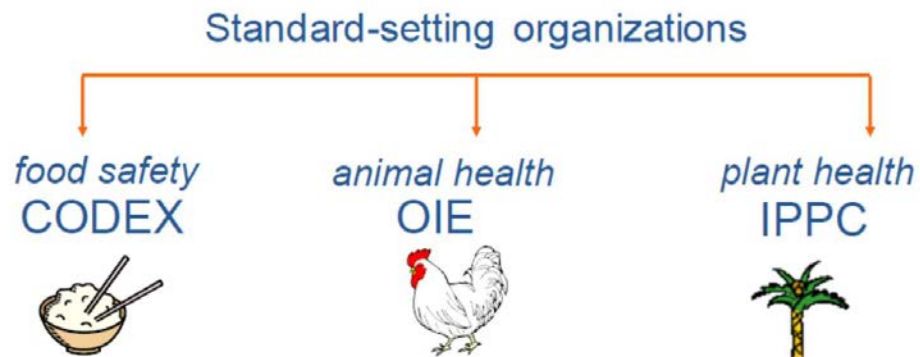 Standard-setting organizations
food safety
CODEX
animal health
OIE
plant health
IPPC